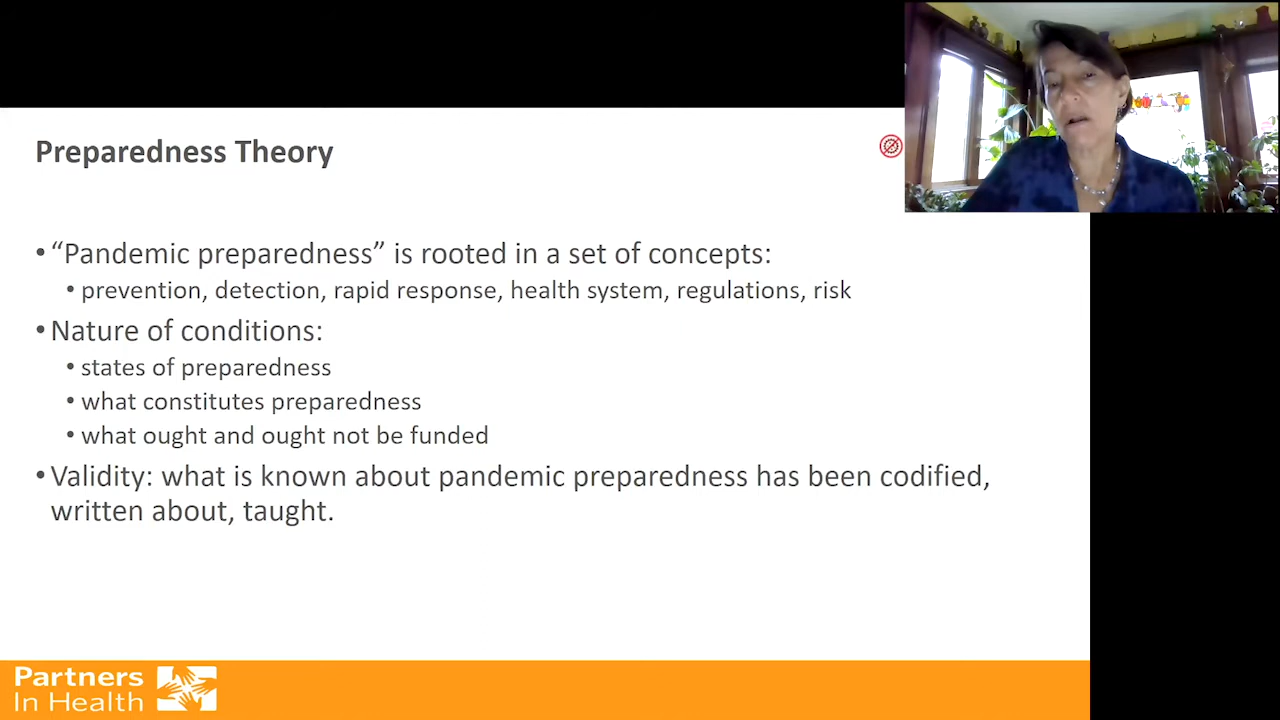 Preparedness Theory
• “Pandemic preparedness” is rooted in a set of concepts:
• prevention, detection, rapid response, health system, regulations, risk
• Nature of conditions:
• states of preparedness
• what constitutes preparedness
• what ought and ought not be funded
• Validity: what is known about pandemic preparedness has been codified,
written about, taught.
Partners
In Health